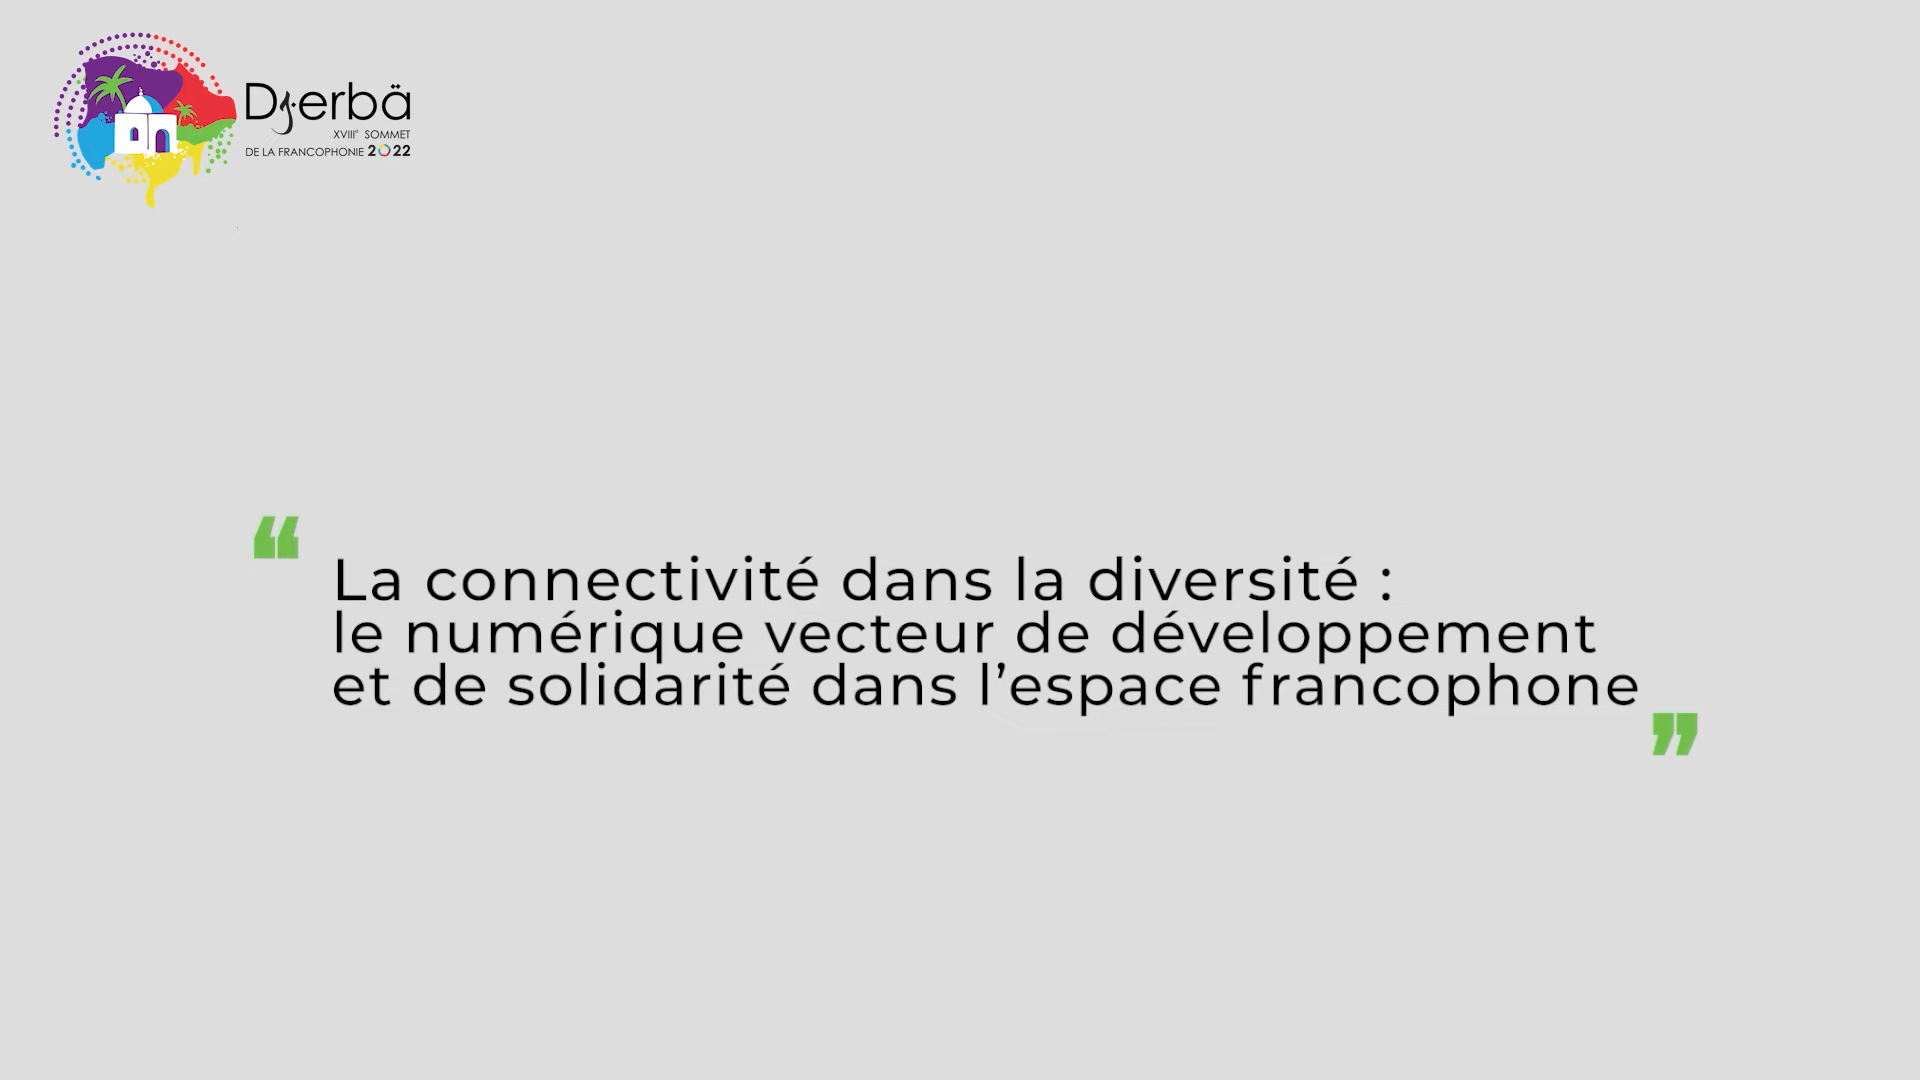 Djerbä
XVIIIe SOMMET
DE LA FRANCOPHONIE 2022
“ La connectivité dans la diversité :
le numérique vecteur de développement
et de solidarité dans l’espace francophone ”